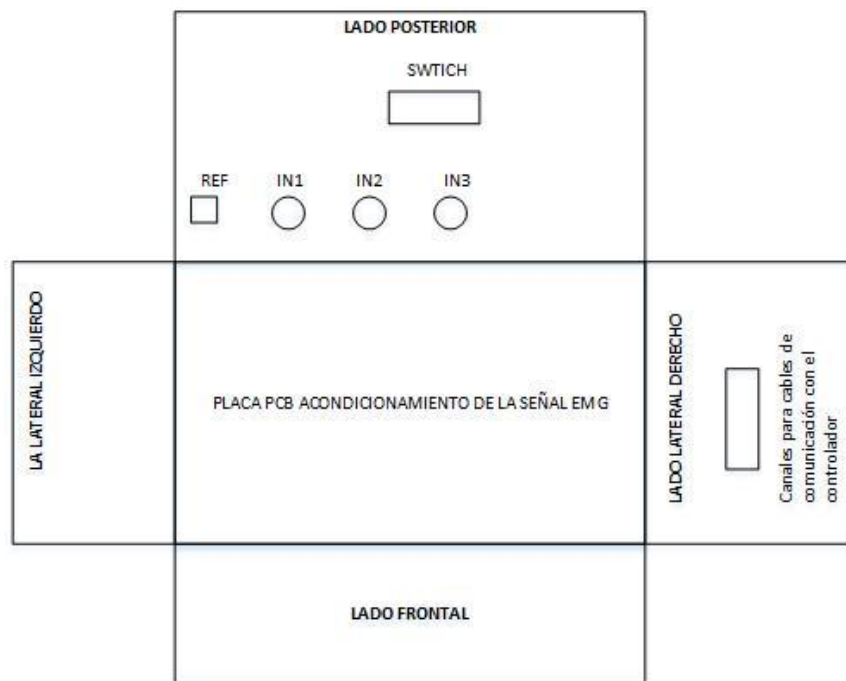 LADO POSTERIOR
SWTICH
REF
IN1
IN2
IN3
LA LATERAL IZQUIERDO
PLACA PCB ACONDICIONAMIENTO DE LA SEÑAL EMG
LADO LATERAL DERECHO
Canales para cables de
comunicación con el
controlador
LADO FRONTAL